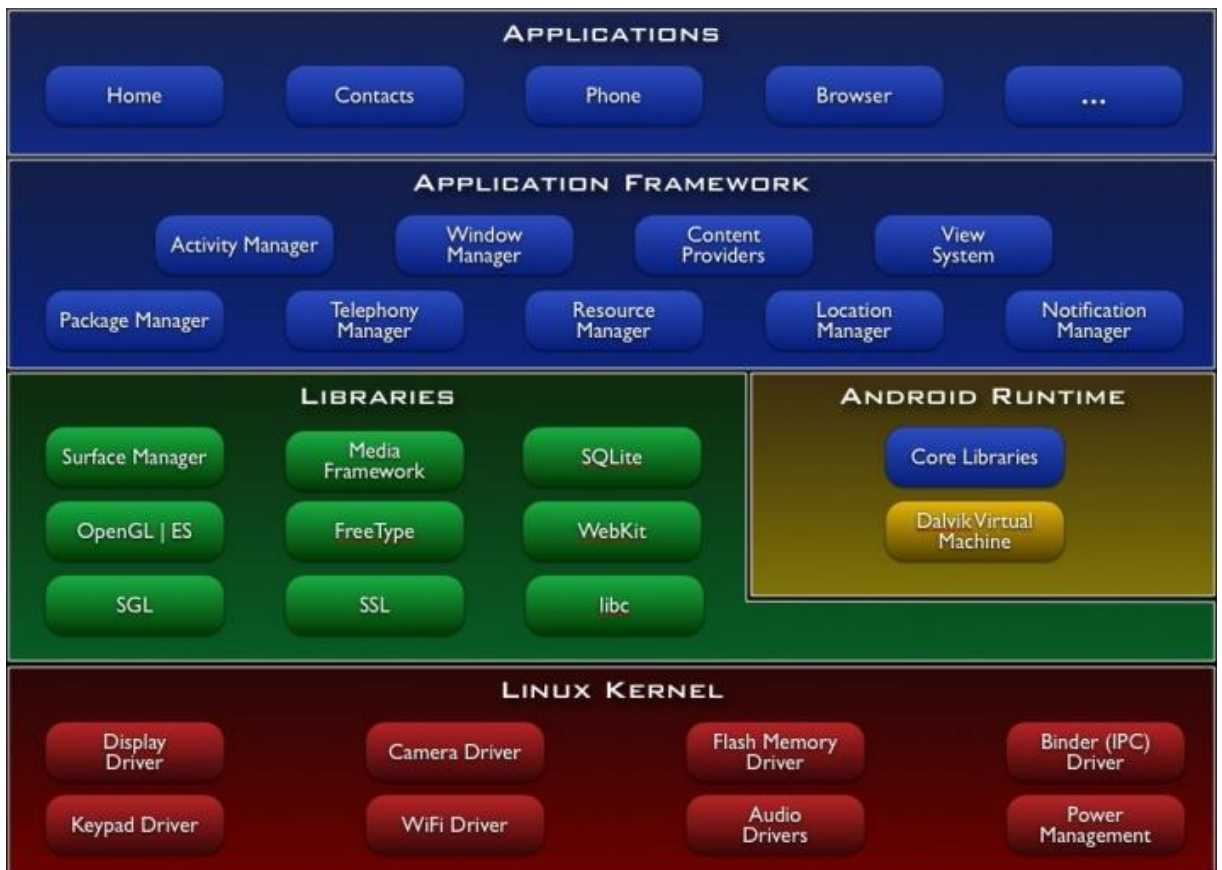 APPLICATIONS
Home
Contacts
Phone
Browser
...
APPLICATION FRAMEWORK
Activity Manager
Window
Manager
Content
Providers
View
System
Package Manager
Telephony
Manager
Resource
Manager
Location
Manager
Notification
Manager
LIBRARIES
Surface Manager
Media
Framework
SQLite
OpenGL | ES
FreeType
WebKit
SGL
SSL
libc
ANDROID RUNTIME
Core Libraries
Dalvik Virtual
Machine
LINUX KERNEL
Display
Driver
Camera Driver
Flash Memory
Driver
Binder (IPC)
Driver
Keypad Driver
WiFi Driver
Audio
Drivers
Power
Management